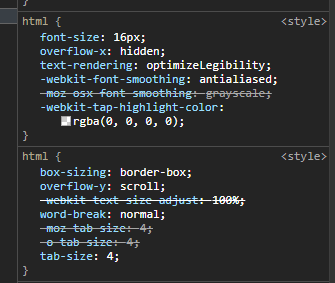 }
html { <style>
font-size: 16px;
overflow-x: hidden;
text-rendering: optimizeLegibility;
-webkit-font-smoothing: antialiased;
-moz-osx-font-smoothing: grayscale;
-webkit-tap-highlight-color:
rgba(0, 0, 0, 0);
}
html { <style>
box-sizing: border-box;
overflow-y: scroll;
-webkit-text-size-adjust: 100%;
word-break: normal;
-moz-tab-size: 4;
-o-tab-size: 4;
tab-size: 4;
}